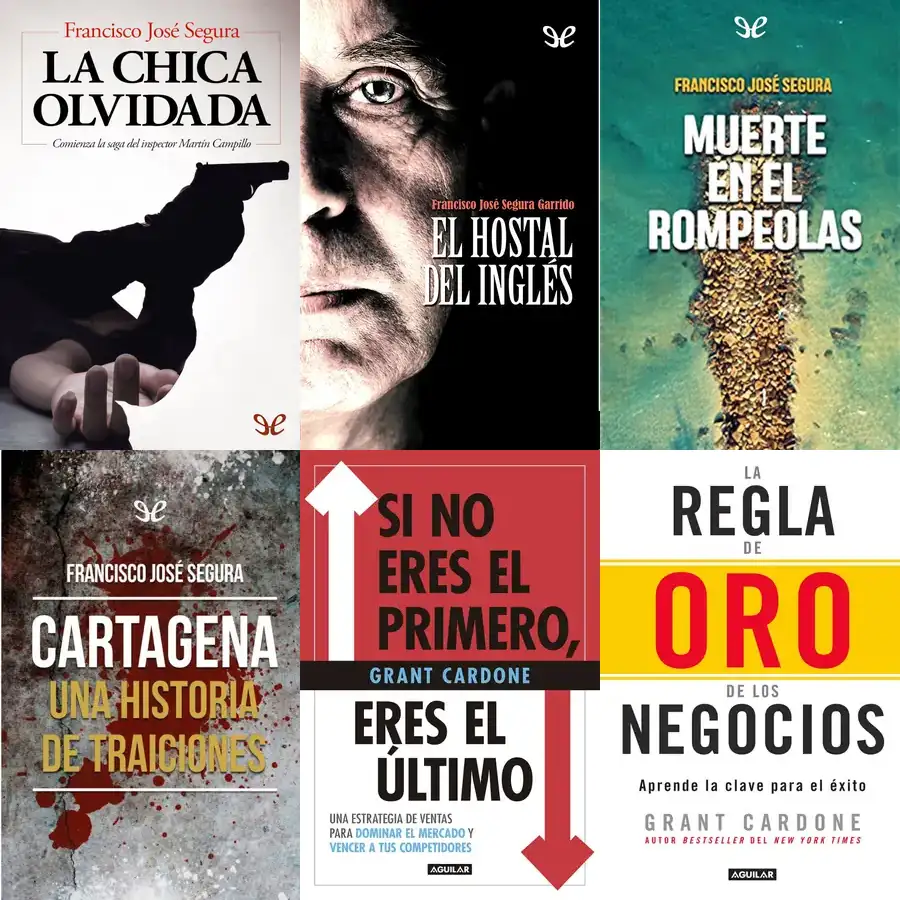 Francisco José Segura
LA CHICA
OLVIDADA
Comienza la saga del inspector Martín Campillo
Francisco José Segura Garrido
EL HOSTAL
DEL INGLÉS
FRANCISCO JOSÉ SEGURA
MUERTE
EN EL
ROMPEOLAS
FRANCISCO JOSÉ SEGURA
CARTAGENA
UNA HISTORIA
DE TRAICIONES
SI NO
ERES EL
PRIMERO,
GRANT CARDONE
ERES EL
ÚLTIMO
UNA ESTRATEGIA DE VENTAS
PARA DOMINAR EL MERCADO Y
VENCER A TUS COMPETIDORES
AGUILAR
LA
REGLA
DE
ORO
DE LOS
NEGOCIOS
Aprende la clave para el éxito
GRANT CARDONE
AUTOR BESTSELLER DEL NEW YORK TIMES
AGUILAR